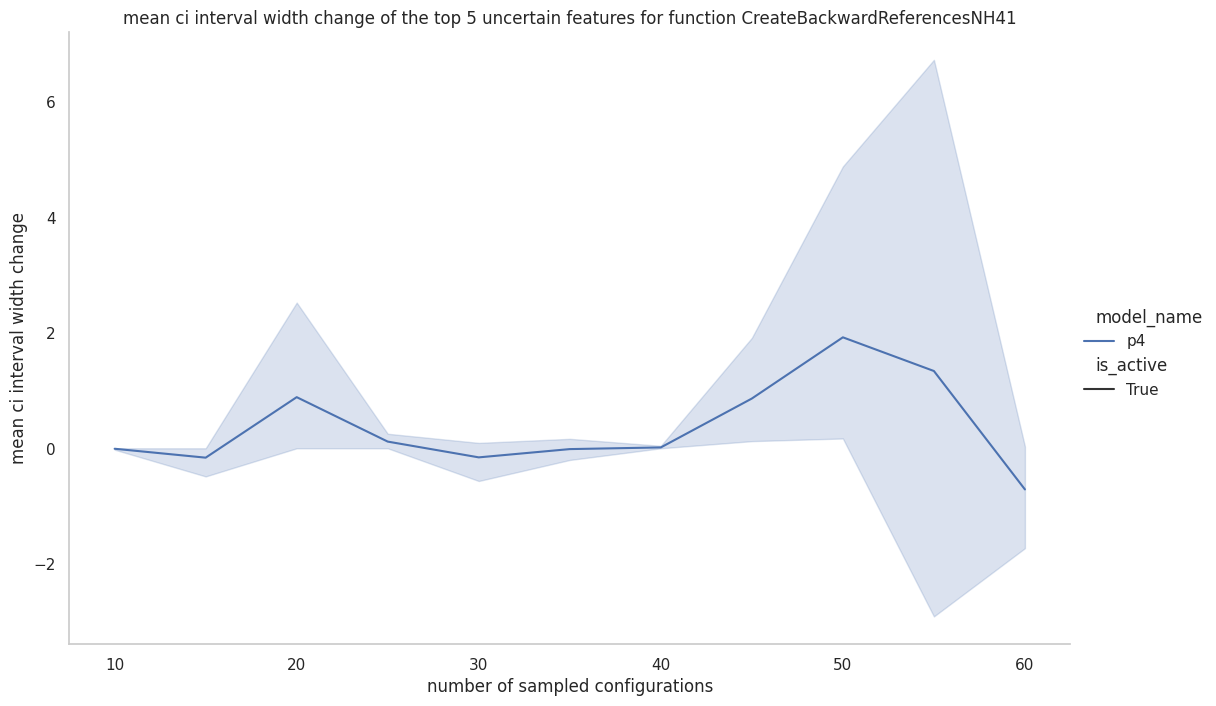 mean ci interval width change of the top 5 uncertain features for function CreateBackwardReferencesNH41
mean ci interval width change
6
4
2
0
−2
10
20
30
40
50
60
number of sampled configurations
model_name
p4
is_active
True